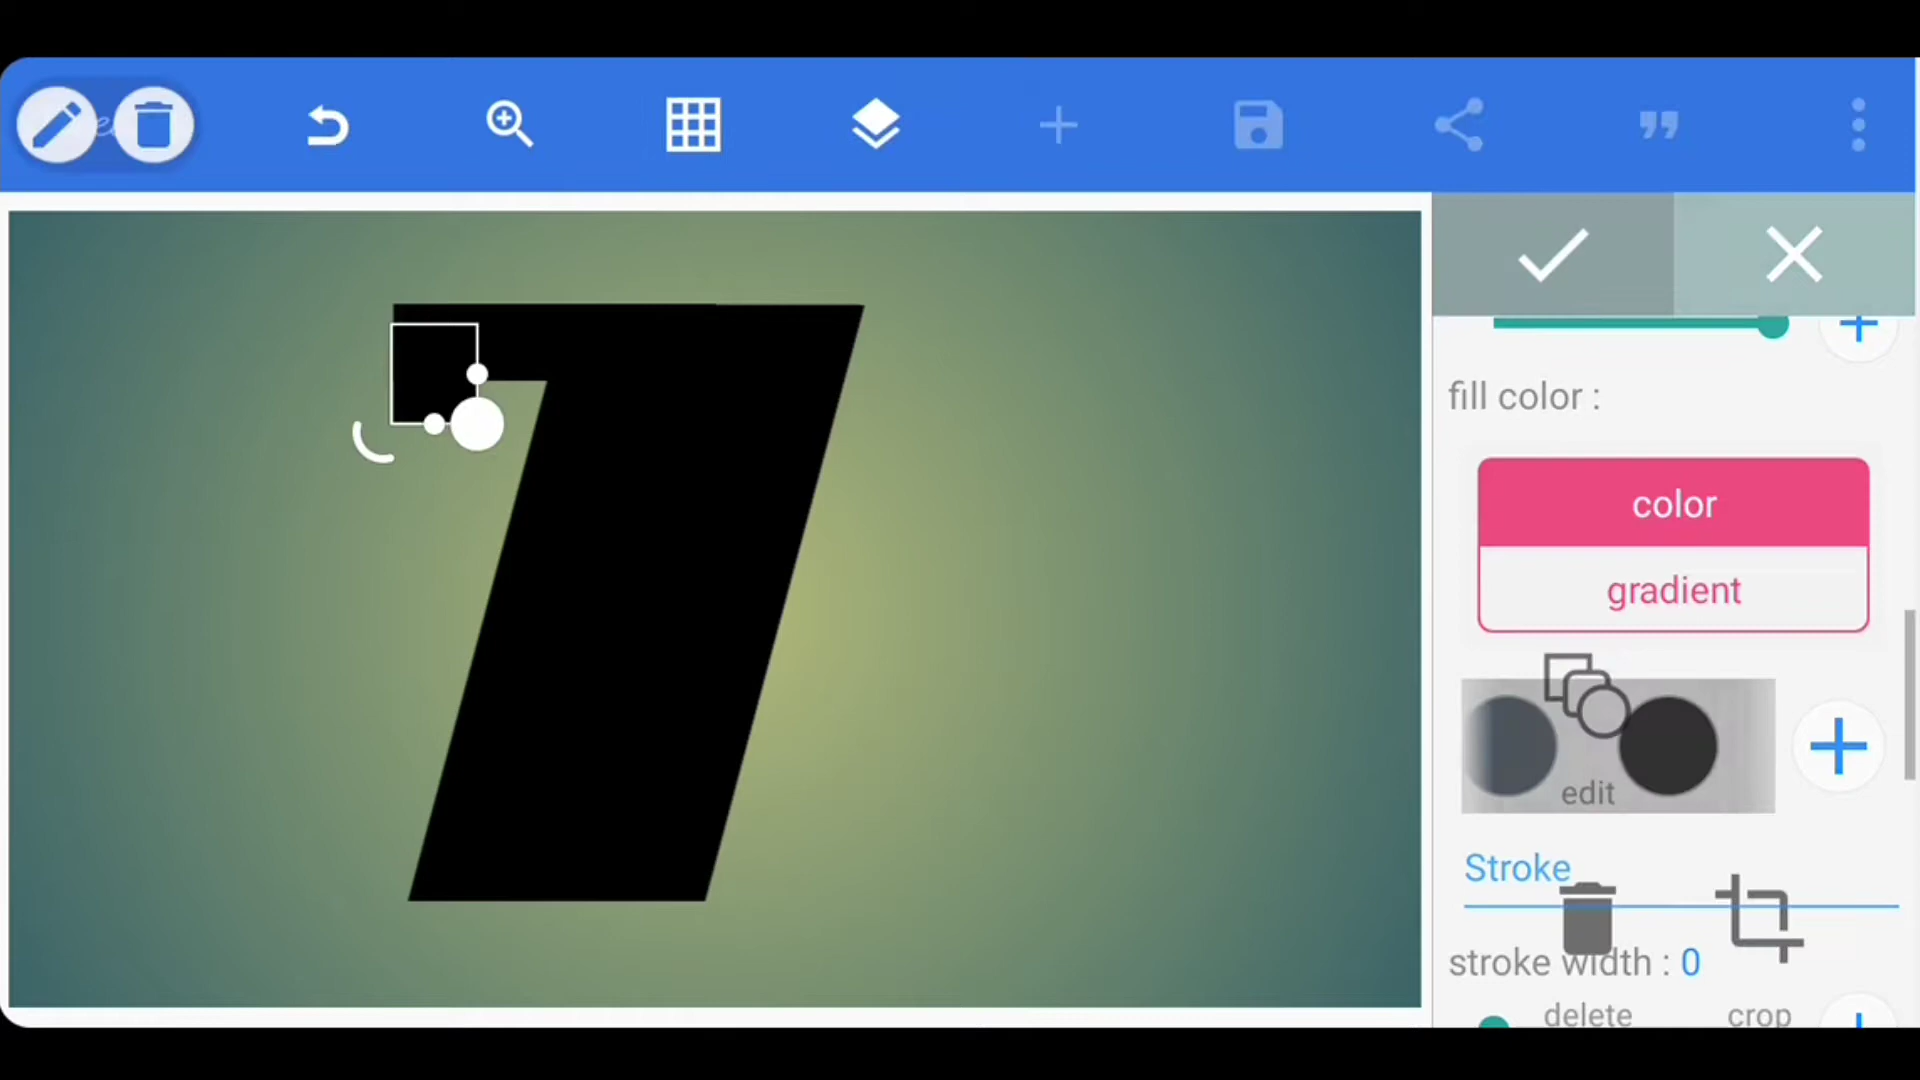 fill color :
color
gradient
edit
Stroke
stroke width : 0
delete
crop